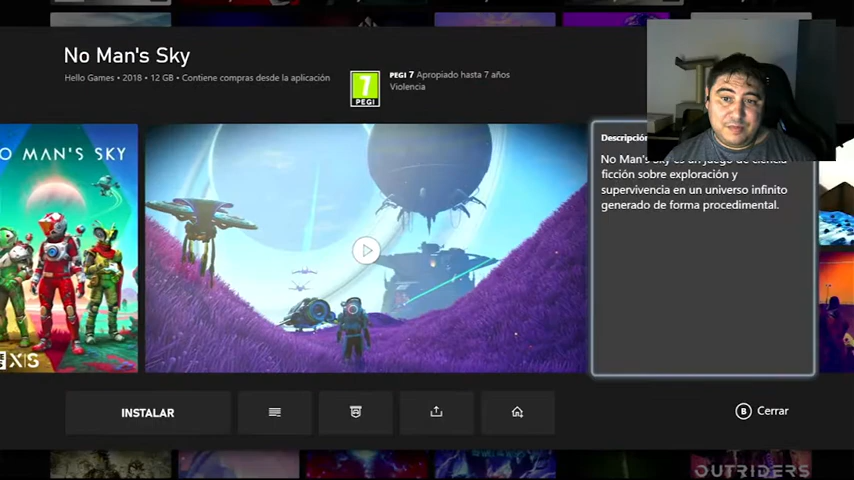 No Man's Sky
Hello Games • 2018 • 12 GB • Contiene compras desde la aplicación
7
PEGI
PEGI 7 Apropiado hasta 7 años
Violencia
O MAN'S SKY
X|S
Descripción
No Man's Sky es un juego de ciencia
ficción sobre exploración y
supervivencia en un universo infinito
generado de forma procedimental.
INSTALAR
B Cerrar
OUTRIDERS